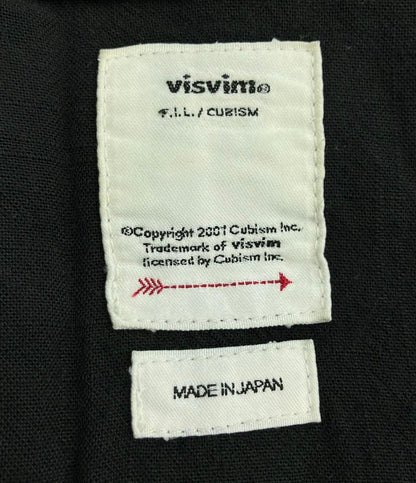 visvim®
F.I.L./CUBISM
©Copyright 2001 Cubism Inc.
Trademark of visvim
licensed by Cubism Inc.
MADE IN JAPAN